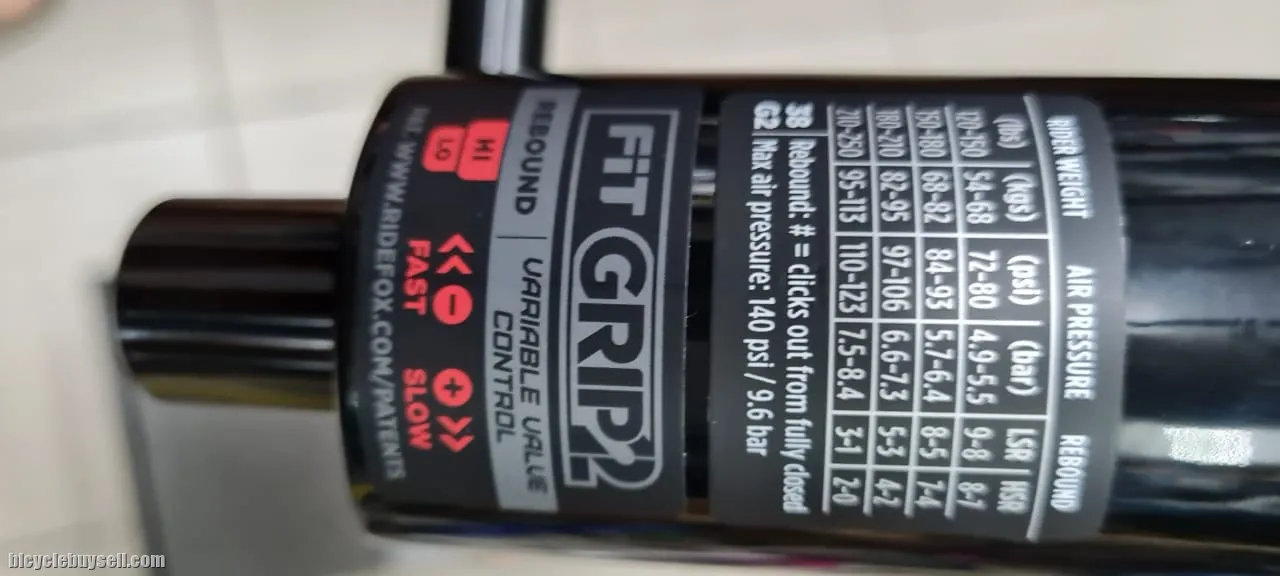 RIDER WEIGHT AIR PRESSURE REBOUND
(lbs) (kgs) (psi) (bar) LSR HSR
120-150 54-68 72-80 4.9-5.5 9-8 8-7
150-180 68-82 84-93 5.7-6.4 8-5 7-4
180-210 82-95 97-106 6.6-7.3 5-3 4-2
210-250 95-113 110-123 7.5-8.4 3-1 2-0
38 Rebound: # = clicks out from fully closed
G2 Max air pressure: 140 psi / 9.6 bar
FIT GRIP2
REBOUND VARIABLE VALVE
CONTROL
HI
LO
FAST SLOW
PAT: WWW.RIDEFOX.COM/PATENTS
bicyclebuysell.com